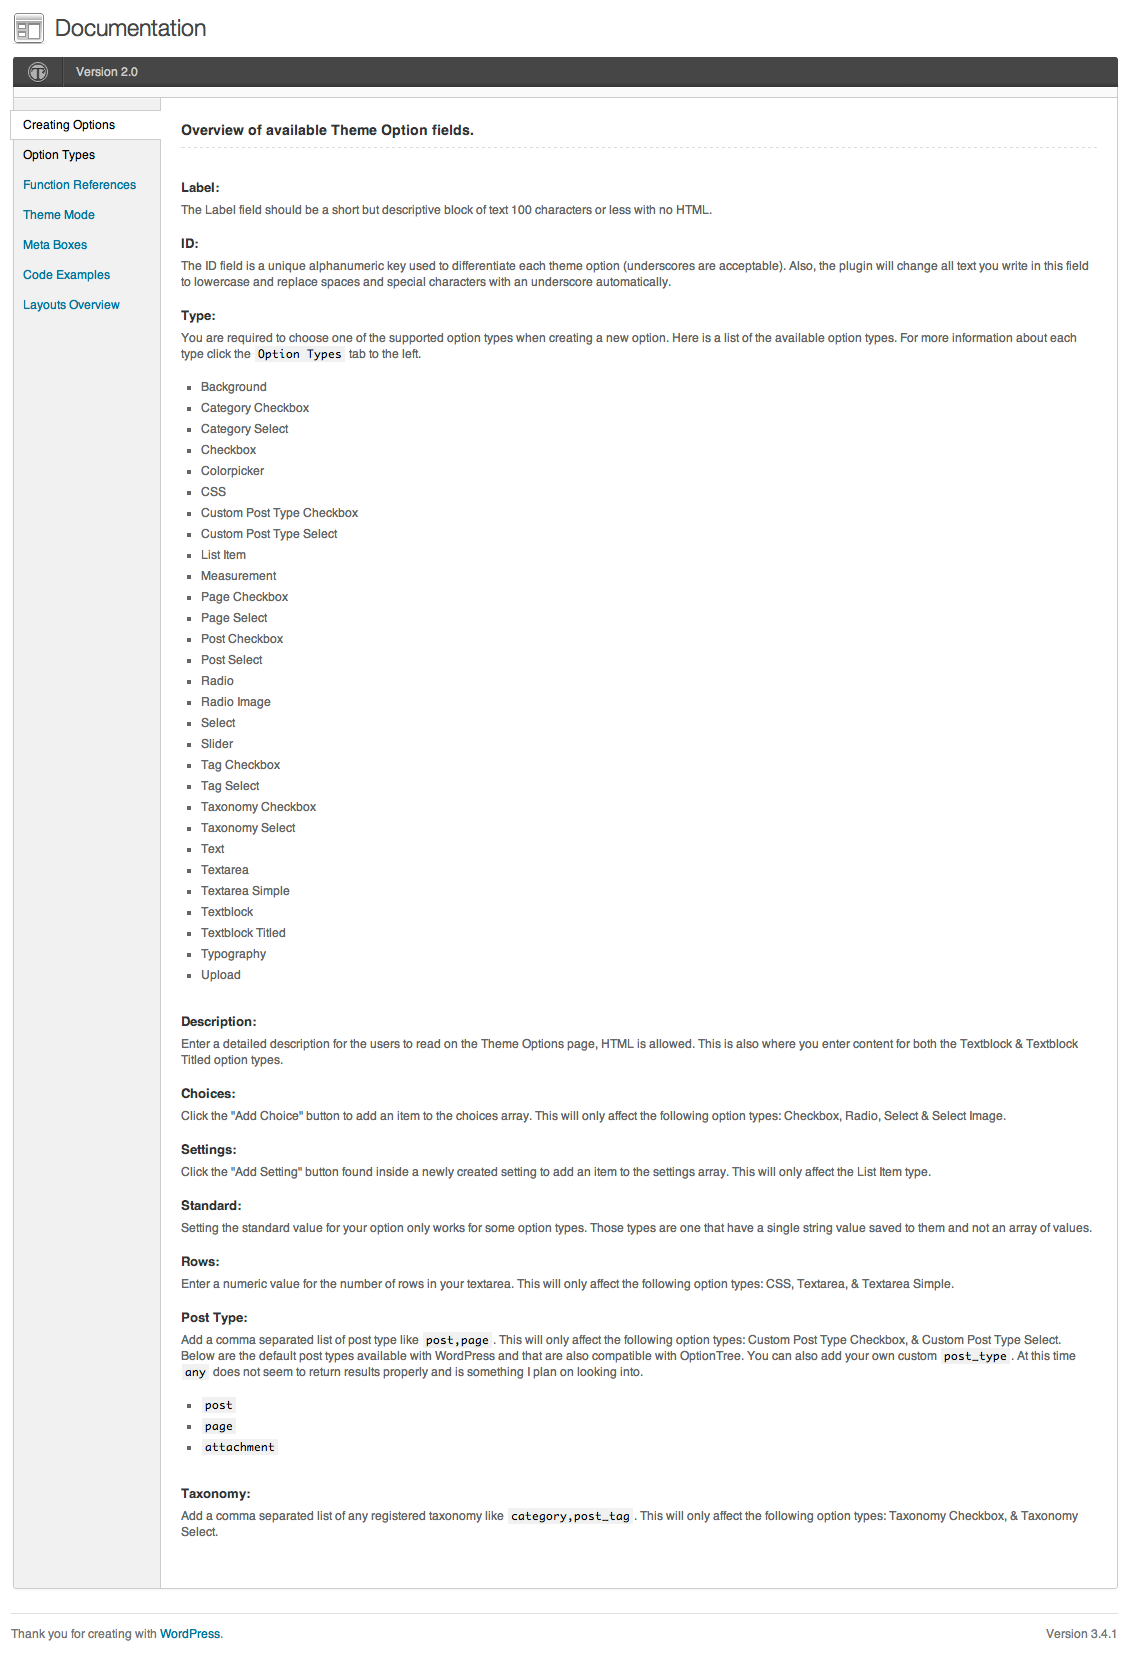 Documentation
Version 2.0
Creating Options
Option Types
Function References
Theme Mode
Meta Boxes
Code Examples
Layouts Overview
Overview of available Theme Option fields.
Label:
The Label field should be a short but descriptive block of text 100 characters or less with no HTML.
ID:
The ID field is a unique alphanumeric key used to differentiate each theme option (underscores are acceptable). Also, the plugin will change all text you write in this field
to lowercase and replace spaces and special characters with an underscore automatically.
Type:
You are required to choose one of the supported option types when creating a new option. Here is a list of the available option types. For more information about each
type click the Option Types tab to the left.
Background
Category Checkbox
Category Select
Checkbox
Colorpicker
CSS
Custom Post Type Checkbox
Custom Post Type Select
List Item
Measurement
Page Checkbox
Page Select
Post Checkbox
Post Select
Radio
Radio Image
Select
Slider
Tag Checkbox
Tag Select
Taxonomy Checkbox
Taxonomy Select
Text
Textarea
Textarea Simple
Textblock
Textblock Titled
Typography
Upload
Description:
Enter a detailed description for the users to read on the Theme Options page, HTML is allowed. This is also where you enter content for both the Textblock & Textblock
Titled option types.
Choices:
Click the "Add Choice" button to add an item to the choices array. This will only affect the following option types: Checkbox, Radio, Select & Select Image.
Settings:
Click the "Add Setting" button found inside a newly created setting to add an item to the settings array. This will only affect the List Item type.
Standard:
Setting the standard value for your option only works for some option types. Those types are one that have a single string value saved to them and not an array of values.
Rows:
Enter a numeric value for the number of rows in your textarea. This will only affect the following option types: CSS, Textarea, & Textarea Simple.
Post Type:
Add a comma separated list of post type like post,page. This will only affect the following option types: Custom Post Type Checkbox, & Custom Post Type Select.
Below are the default post types available with WordPress and that are also compatible with OptionTree. You can also add your own custom post_type. At this time
any does not seem to return results properly and is something I plan on looking into.
post
page
attachment
Taxonomy:
Add a comma separated list of any registered taxonomy like category,post_tag. This will only affect the following option types: Taxonomy Checkbox, & Taxonomy
Select.
Thank you for creating with WordPress.
Version 3.4.1